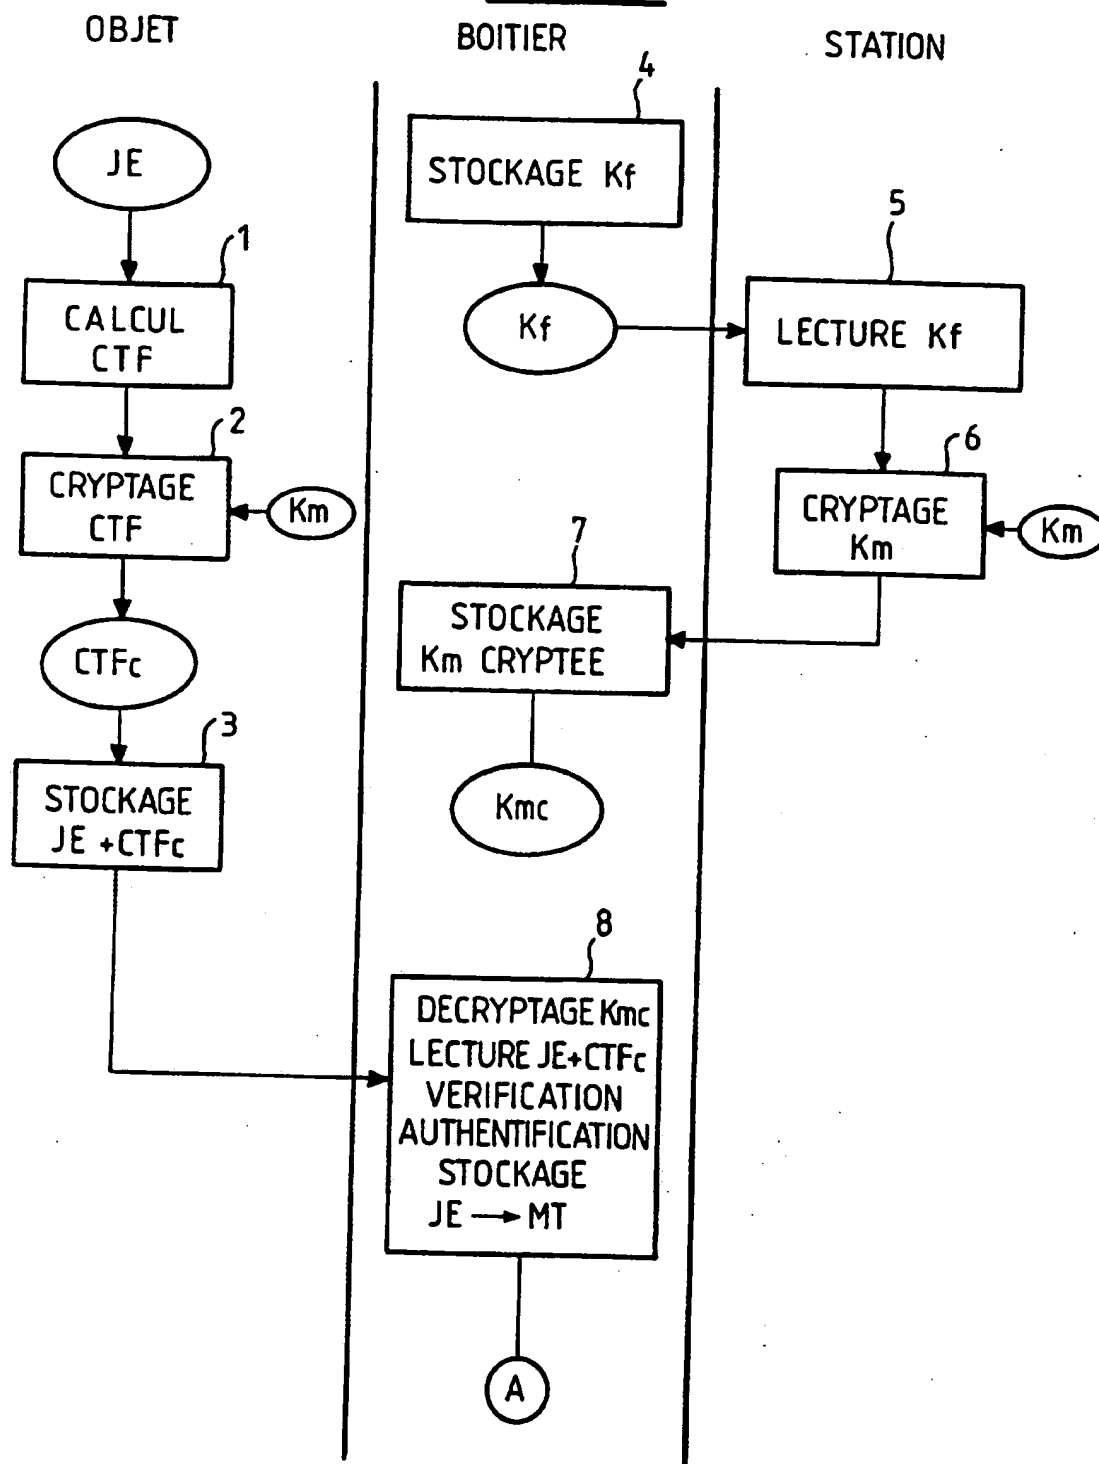 OBJET
BOITIER
STATION
JE
1
CALCUL
CTF
2
CRYPTAGE
CTF
Km
CTFc
3
STOCKAGE
JE +CTFc
4
STOCKAGE Kf
Kf
5
LECTURE Kf
6
CRYPTAGE
Km
Km
7
STOCKAGE
Km CRYPTEE
Kmc
8
DECRYPTAGE Kmc
LECTURE JE+CTFc
VERIFICATION
AUTHENTIFICATION
STOCKAGE
JE → MT
A